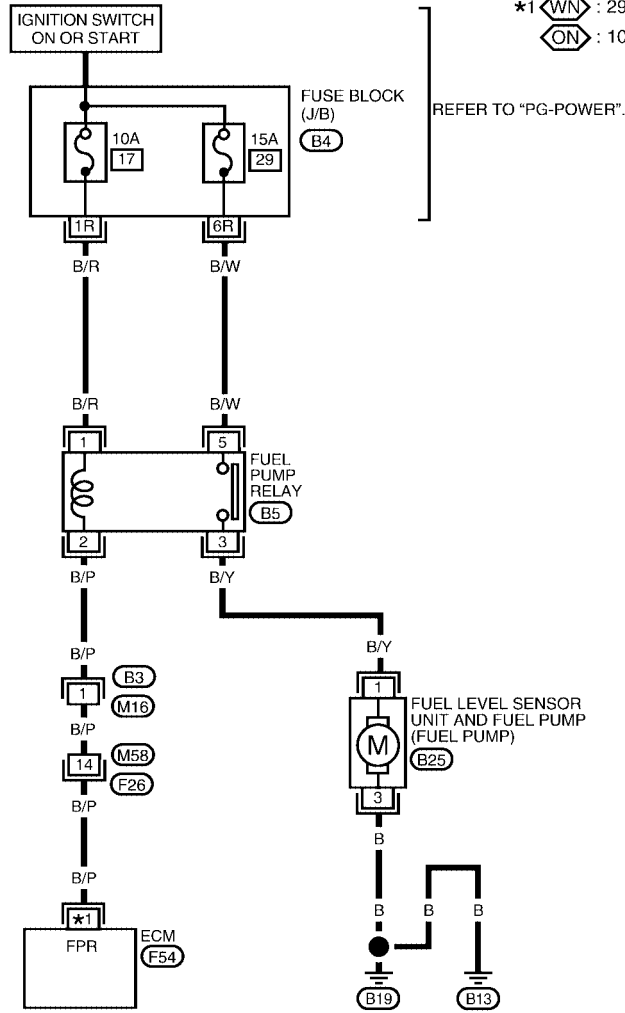 IGNITION SWITCH
ON OR START
*1 WN : 29
ON : 10
FUSE BLOCK
(J/B)
B4
REFER TO "PG-POWER".
10A
17
15A
29
1R
6R
B/R
B/W
B/R
B/W
1
5
FUEL
PUMP
RELAY
B5
2
3
B/P
B/Y
B/P
B/Y
1
B3
M16
B/P
14
M58
F26
B/P
1
FUEL LEVEL SENSOR
UNIT AND FUEL PUMP
(FUEL PUMP)
M
B25
3
B
B/P
B
B
B
*1
FPR
ECM
F54
B19
B13